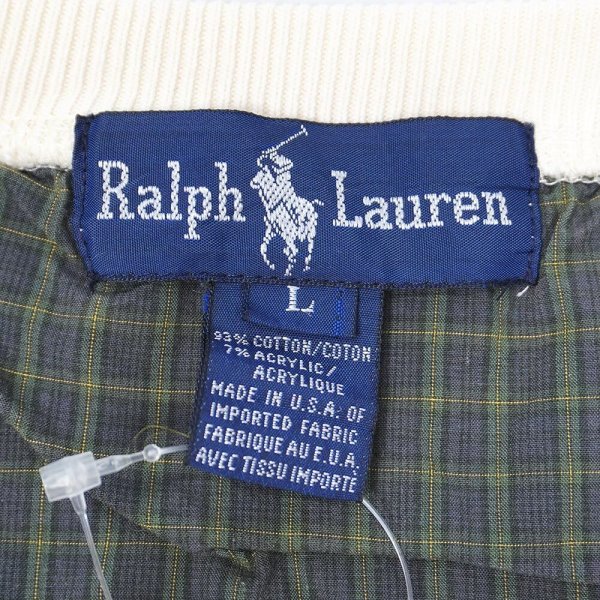 Ralph Lauren
L
93% COTTON/COTON
7% ACRYLIC/
ACRYLIQUE
MADE IN U.S.A. OF
IMPORTED FABRIC
FABRIQUE AU E.U.A.
AVEC TISSU IMPORTÉ